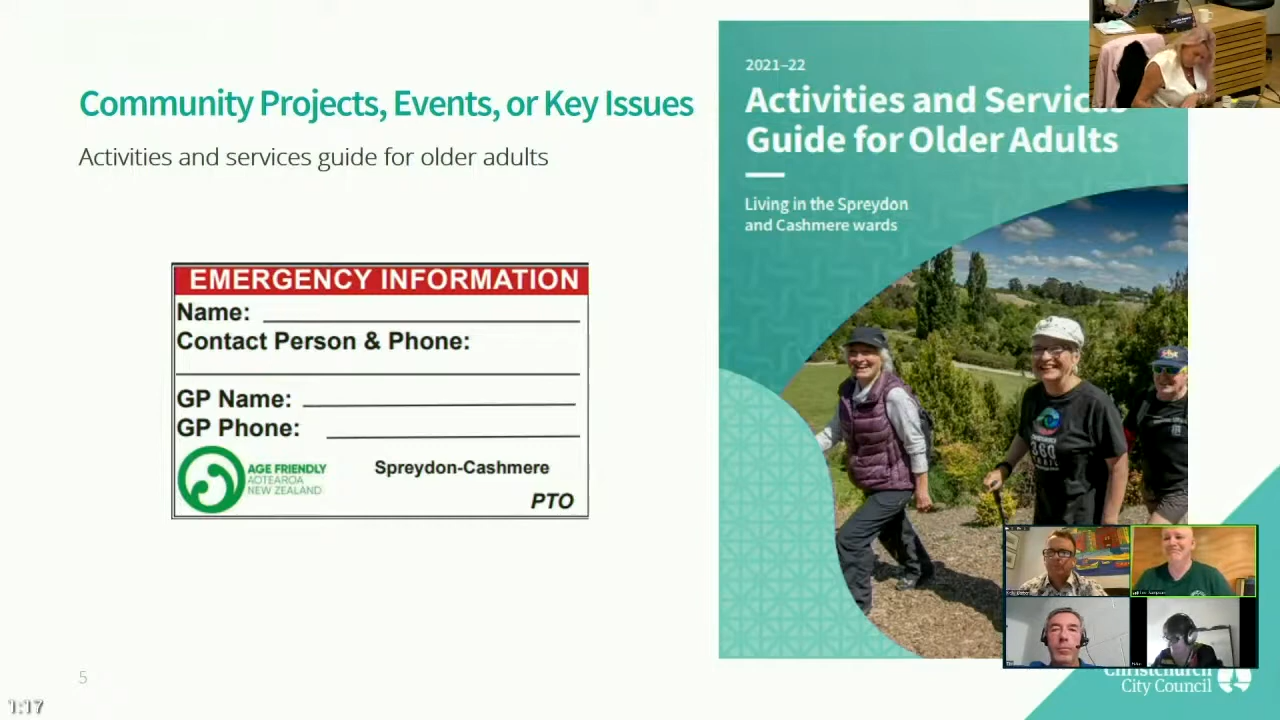 Community Projects, Events, or Key Issues
Activities and services guide for older adults
EMERGENCY INFORMATION
Name:
Contact Person & Phone:
GP Name:
GP Phone:
AGE FRIENDLY
AOTEAROA
NEW ZEALAND
Spreydon-Cashmere
PTO
2021–22
Activities and Services
Guide for Older Adults
Living in the Spreydon
and Cashmere wards
360
TRAIL
Christchurch
City Council
5
1:17